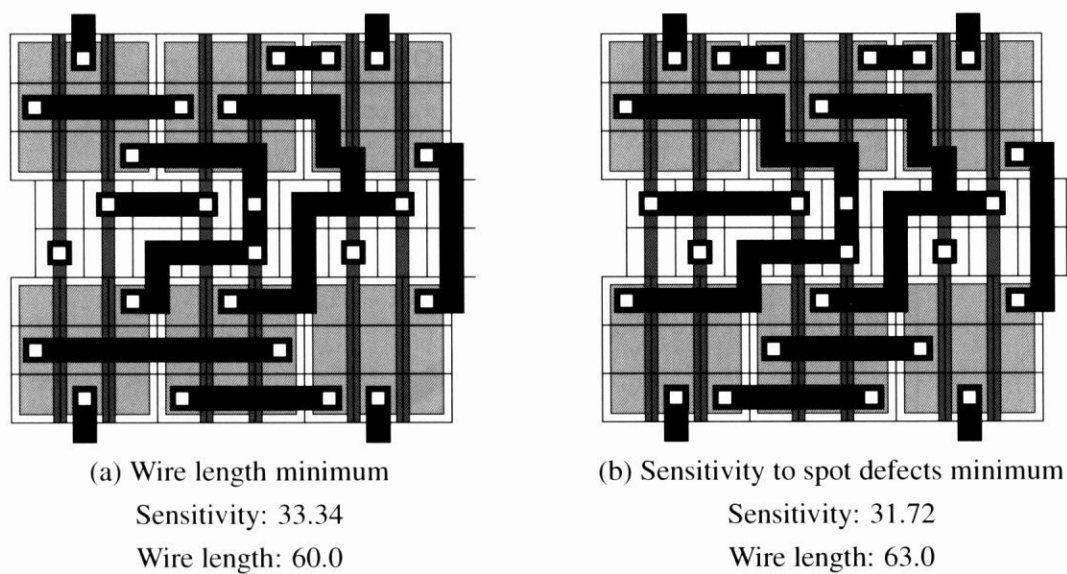 (a) Wire length minimum
Sensitivity: 33.34
Wire length: 60.0
(b) Sensitivity to spot defects minimum
Sensitivity: 31.72
Wire length: 63.0